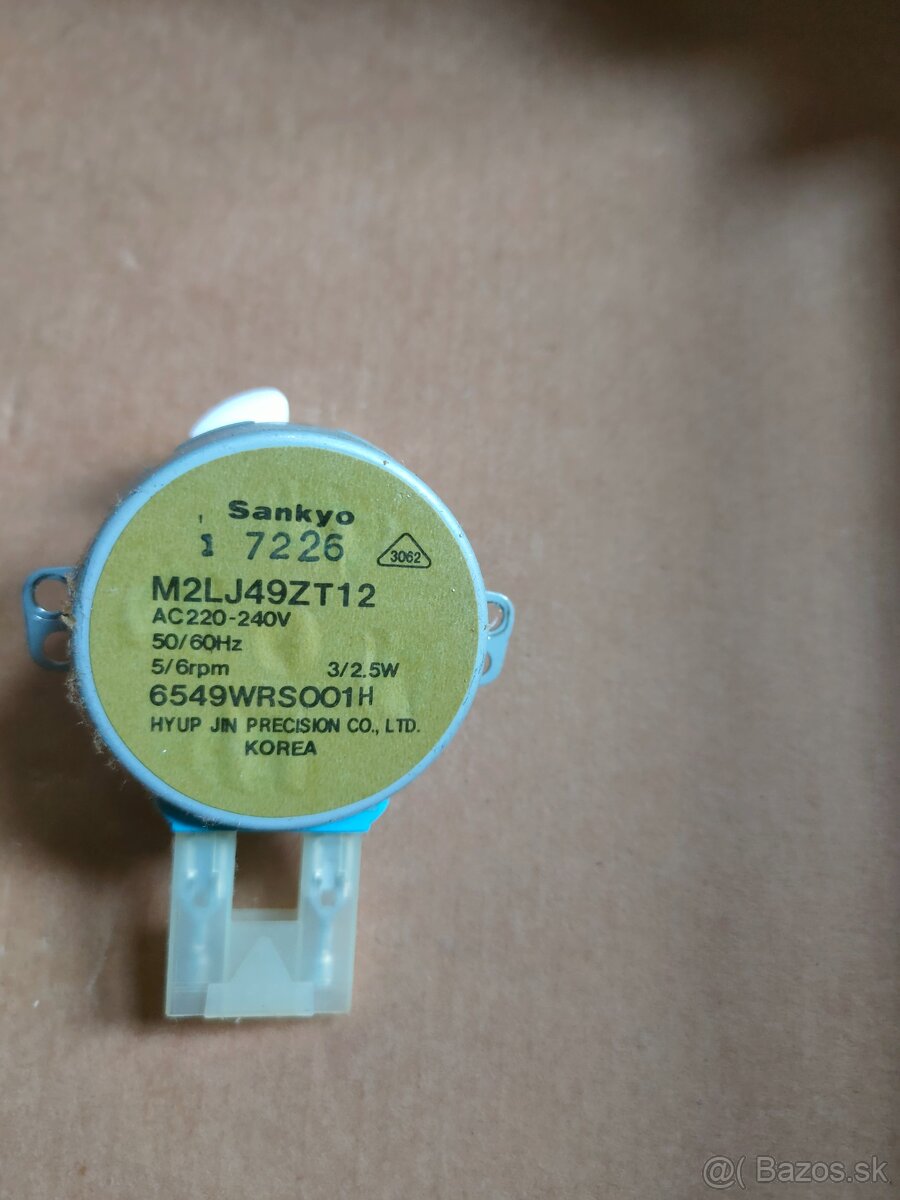 Sankyo
1 7226
3062
M2LJ49ZT12
AC220-240V
50/60Hz
5/6rpm 3/2.5W
6549WRS001H
HYUP JIN PRECISION CO., LTD.
KOREA
@( Bazos.sk